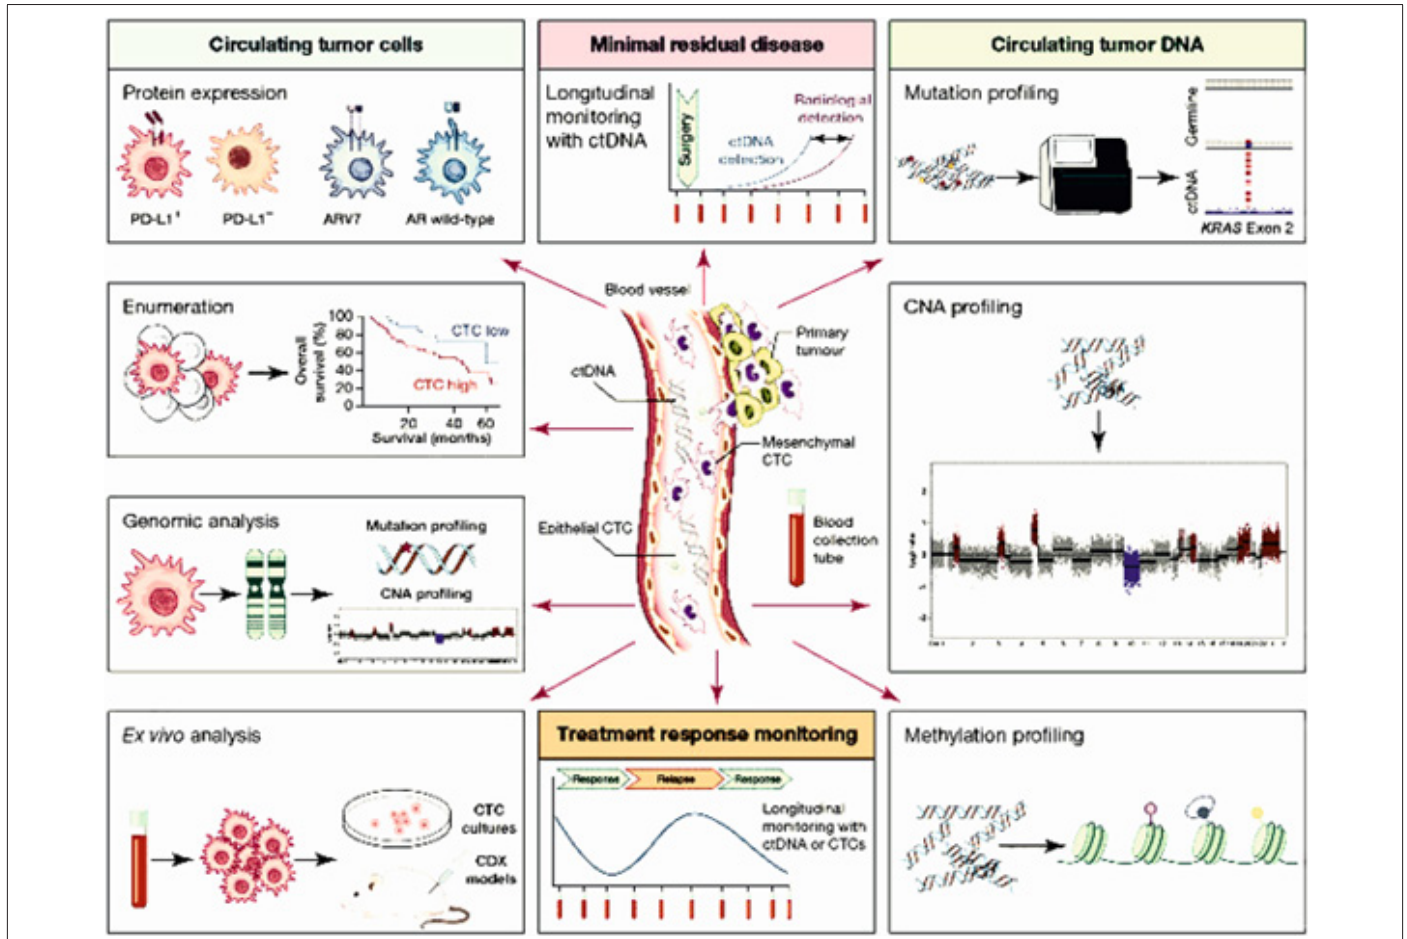 Circulating tumor cells
Protein expression
PD-L1+
PD-L1−
ARV7
AR wild-type
Minimal residual disease
Longitudinal
monitoring
with ctDNA
Surgery
ctDNA
detection
Radiological
detection
Circulating tumor DNA
Mutation profiling
Germline
ctDNA
KRAS Exon 2
Enumeration
Overall
survival (%)
100
80
60
40
20
0
CTC low
CTC high
20
40
60
Survival (months)
Blood vessel
ctDNA
Primary
tumour
Mesenchymal
CTC
Epithelial CTC
Blood
collection
tube
CNA profiling
Genomic analysis
Mutation profiling
CNA profiling
Ex vivo analysis
CTC
cultures
CDX
models
Treatment response monitoring
Response
Relapse
Response
Longitudinal
monitoring with
ctDNA or CTCs
Methylation profiling